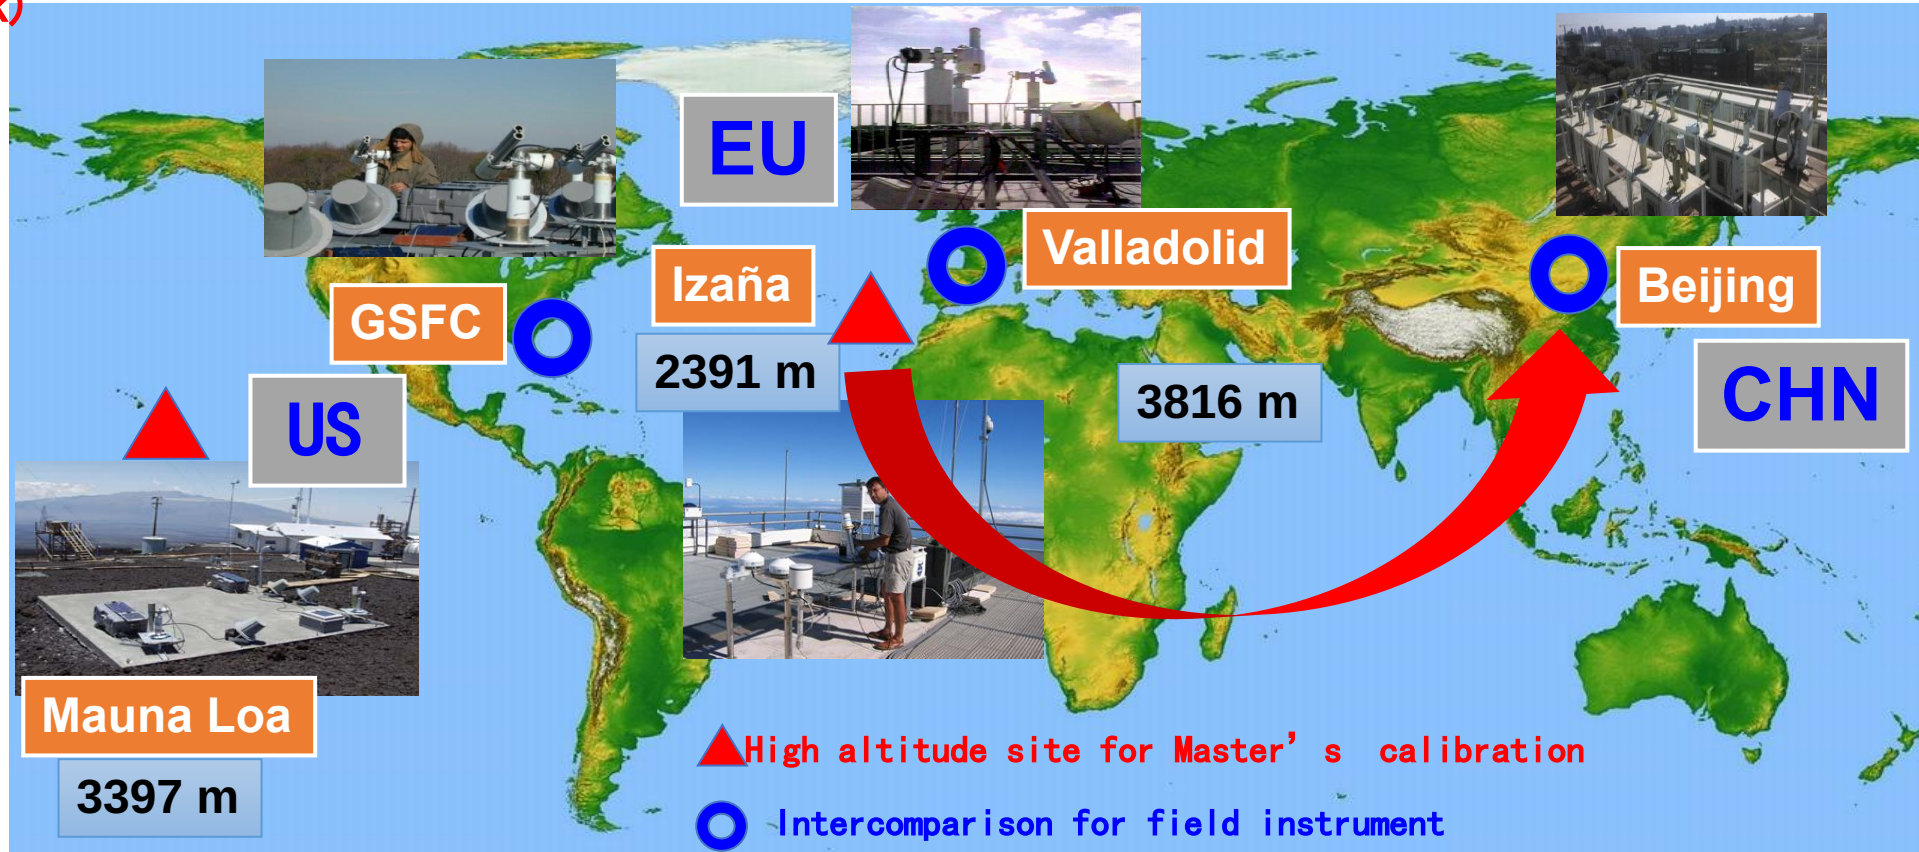 EU
Valladolid
Izaña
GSFC
Beijing
2391 m
3816 m
CHN
US
Mauna Loa
3397 m
High altitude site for Master’s calibration
Intercomparison for field instrument